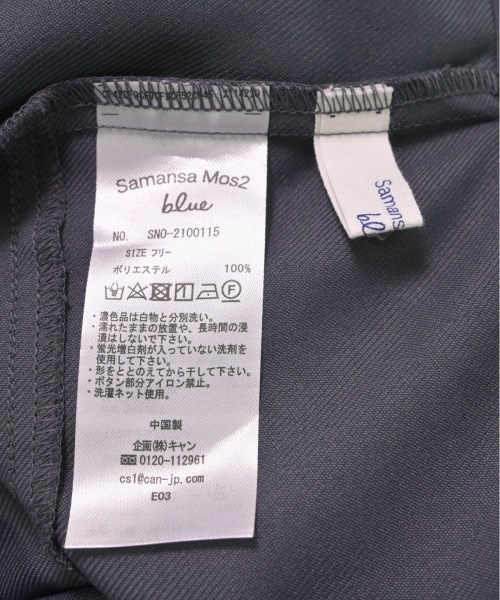 Samansa Mos2
blue
NO. SNO-2100115
SIZE フリー
ポリエステル 100%
・濃色品は白物と分別洗い。
・濡れたままの放置や、長時間の浸
漬はしないで下さい。
・蛍光増白剤が入っていない洗剤を
使用して下さい。
・形をととのえてから干して下さい。
・ボタン部分アイロン禁止。
・洗濯ネット使用。
中国製
企画(株)キャン
0120-112961
cs1@can-jp.com
E03
Samans
bl